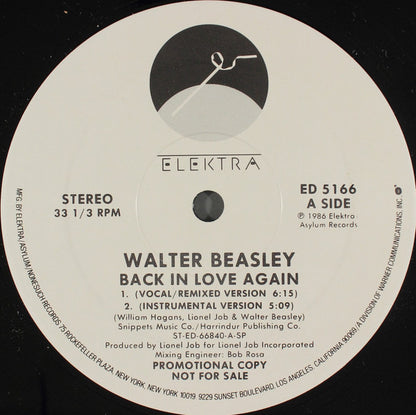 ELEKTRA
STEREO
33 1/3 RPM
ED 5166
A SIDE
℗ 1986 Elektra
Asylum Records
WALTER BEASLEY
BACK IN LOVE AGAIN
1. (VOCAL/REMIXED VERSION 6:15)
2. (INSTRUMENTAL VERSION 5:09)
(William Hagans, Lionel Job & Walter Beasley)
Snippets Music Co./Harrindur Publishing Co.
ST-ED-66840-A-SP
Produced by Lionel Job for Lionel Job Incorporated
Mixing Engineer: Bob Rosa
PROMOTIONAL COPY
NOT FOR SALE
MFG. BY ELEKTRA/ASYLUM/NONESUCH RECORDS 75 ROCKEFELLER PLAZA, NEW YORK, NEW YORK 10019. 9229 SUNSET BOULEVARD, LOS ANGELES, CALIFORNIA 90069 A DIVISION OF WARNER COMMUNICATIONS, INC.